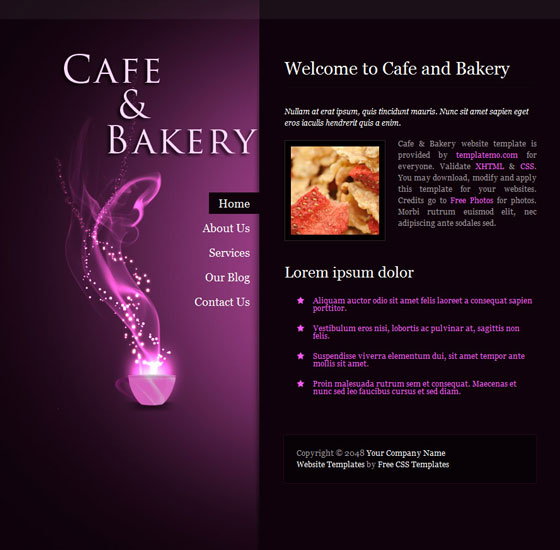 CAFE
&
BAKERY
Home
About Us
Services
Our Blog
Contact Us
Welcome to Cafe and Bakery
Nullam at erat ipsum, quis tincidunt mauris. Nunc sit amet sapien eget
eros iaculis hendrerit quis a enim.
Cafe & Bakery website template is
provided by templatemo.com for
everyone. Validate XHTML & CSS.
You may download, modify and apply
this template for your websites.
Credits go to Free Photos for photos.
Morbi rutrum euismod elit, nec
adipiscing ante sodales sed.
Lorem ipsum dolor
Aliquam auctor odio sit amet felis laoreet a consequat sapien
porttitor.
Vestibulum eros nisi, lobortis ac pulvinar at, sagittis non
felis.
Suspendisse viverra elementum dui, sit amet tempor ante
mollis sit amet.
Proin malesuada rutrum sem et consequat. Maecenas et
nunc sed leo faucibus cursus et sed diam.
Copyright © 2048 Your Company Name
Website Templates by Free CSS Templates